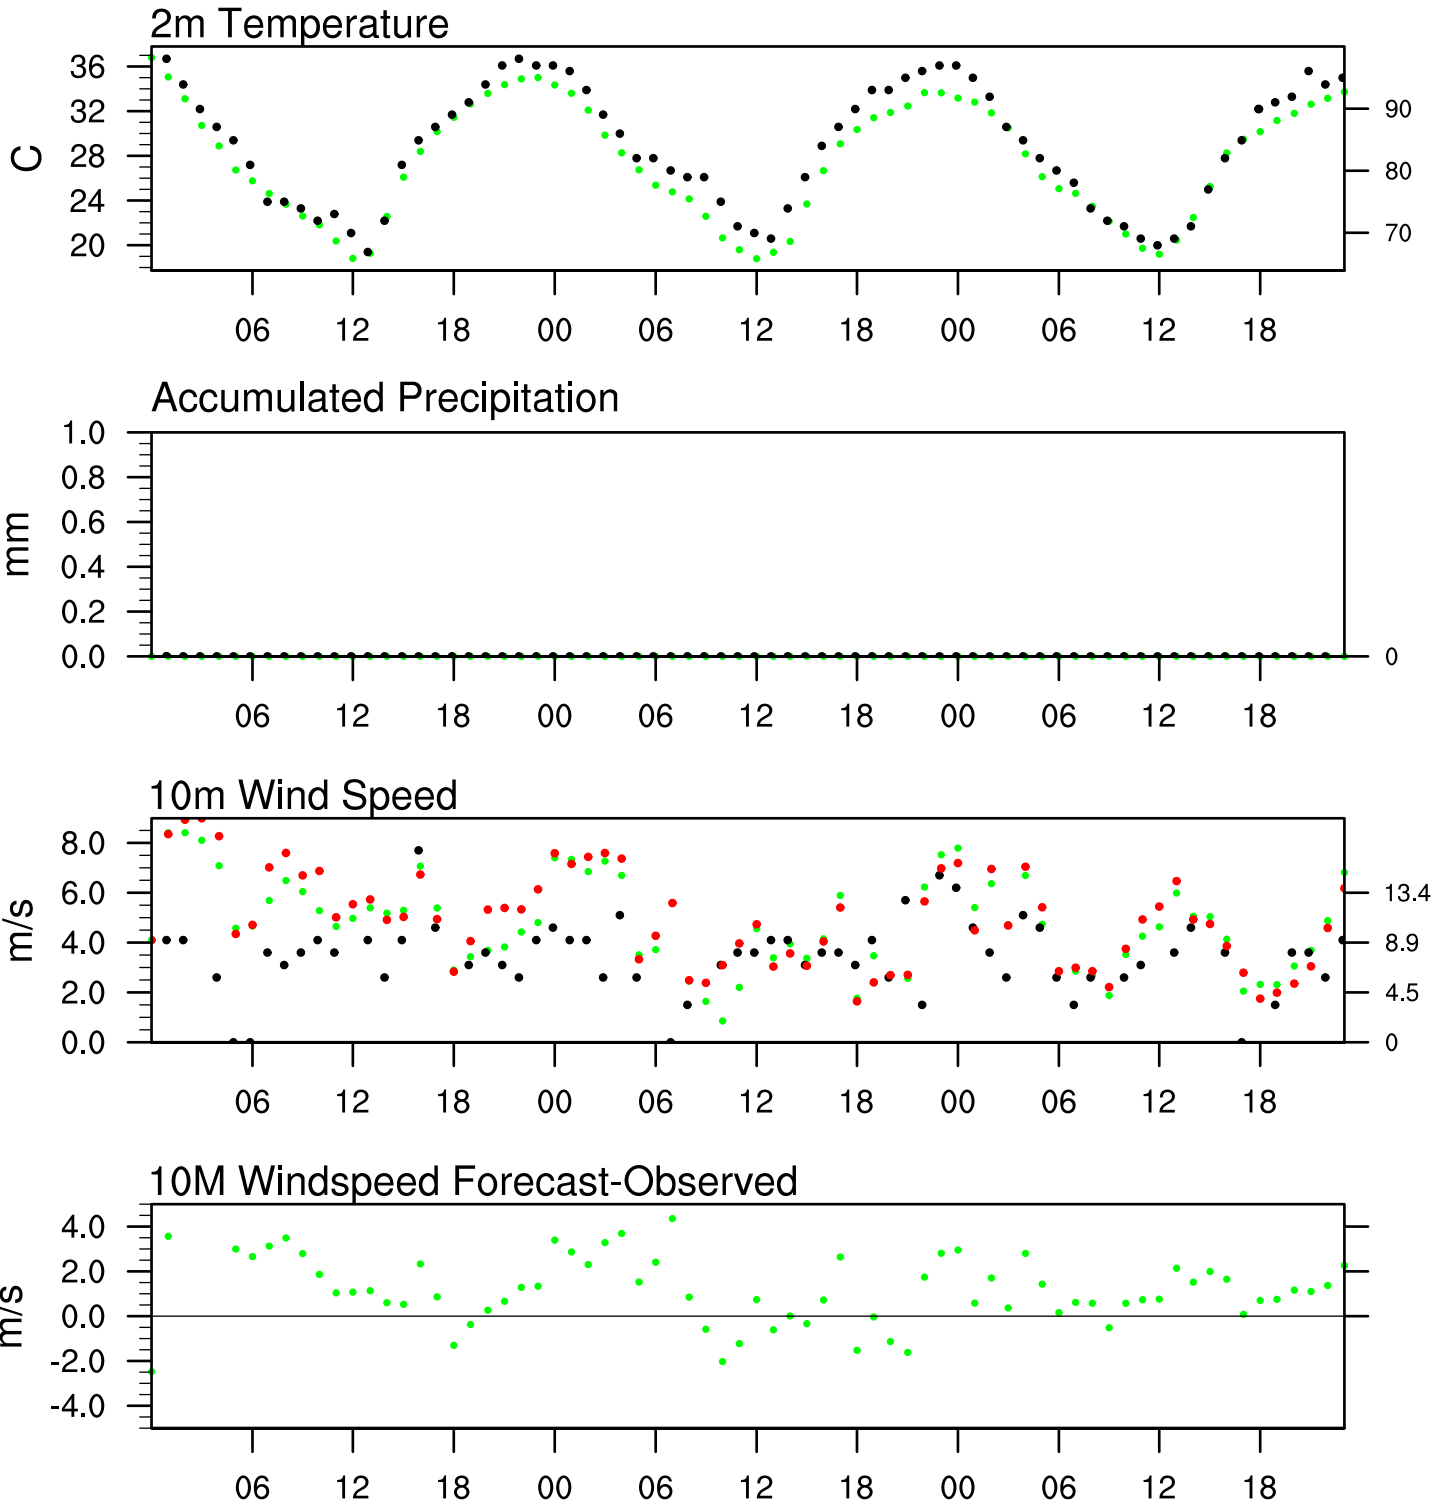 2m Temperature
36
32
28
24
20
C
90
80
70
06 12 18 00 06 12 18 00 06 12 18
Accumulated Precipitation
1.0
0.8
0.6
0.4
0.2
0.0
mm
0
06 12 18 00 06 12 18 00 06 12 18
10m Wind Speed
8.0
6.0
4.0
2.0
0.0
m/s
13.4
8.9
4.5
0
06 12 18 00 06 12 18 00 06 12 18
10M Windspeed Forecast-Observed
4.0
2.0
0.0
-2.0
-4.0
m/s
06 12 18 00 06 12 18 00 06 12 18